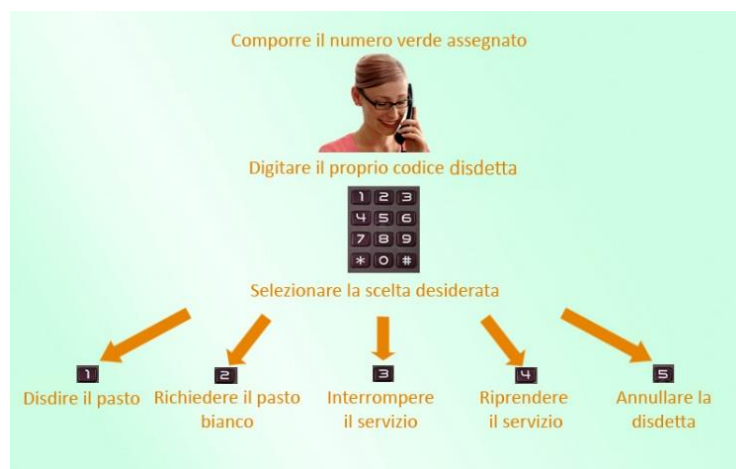 Comporre il numero verde assegnato
Digitare il proprio codice disdetta
1 2 3
4 5 6
7 8 9
* 0 #
Selezionare la scelta desiderata
1
Disdire il pasto
2
Richiedere il pasto
bianco
3
Interrompere
il servizio
4
Riprendere
il servizio
5
Annullare la
disdetta